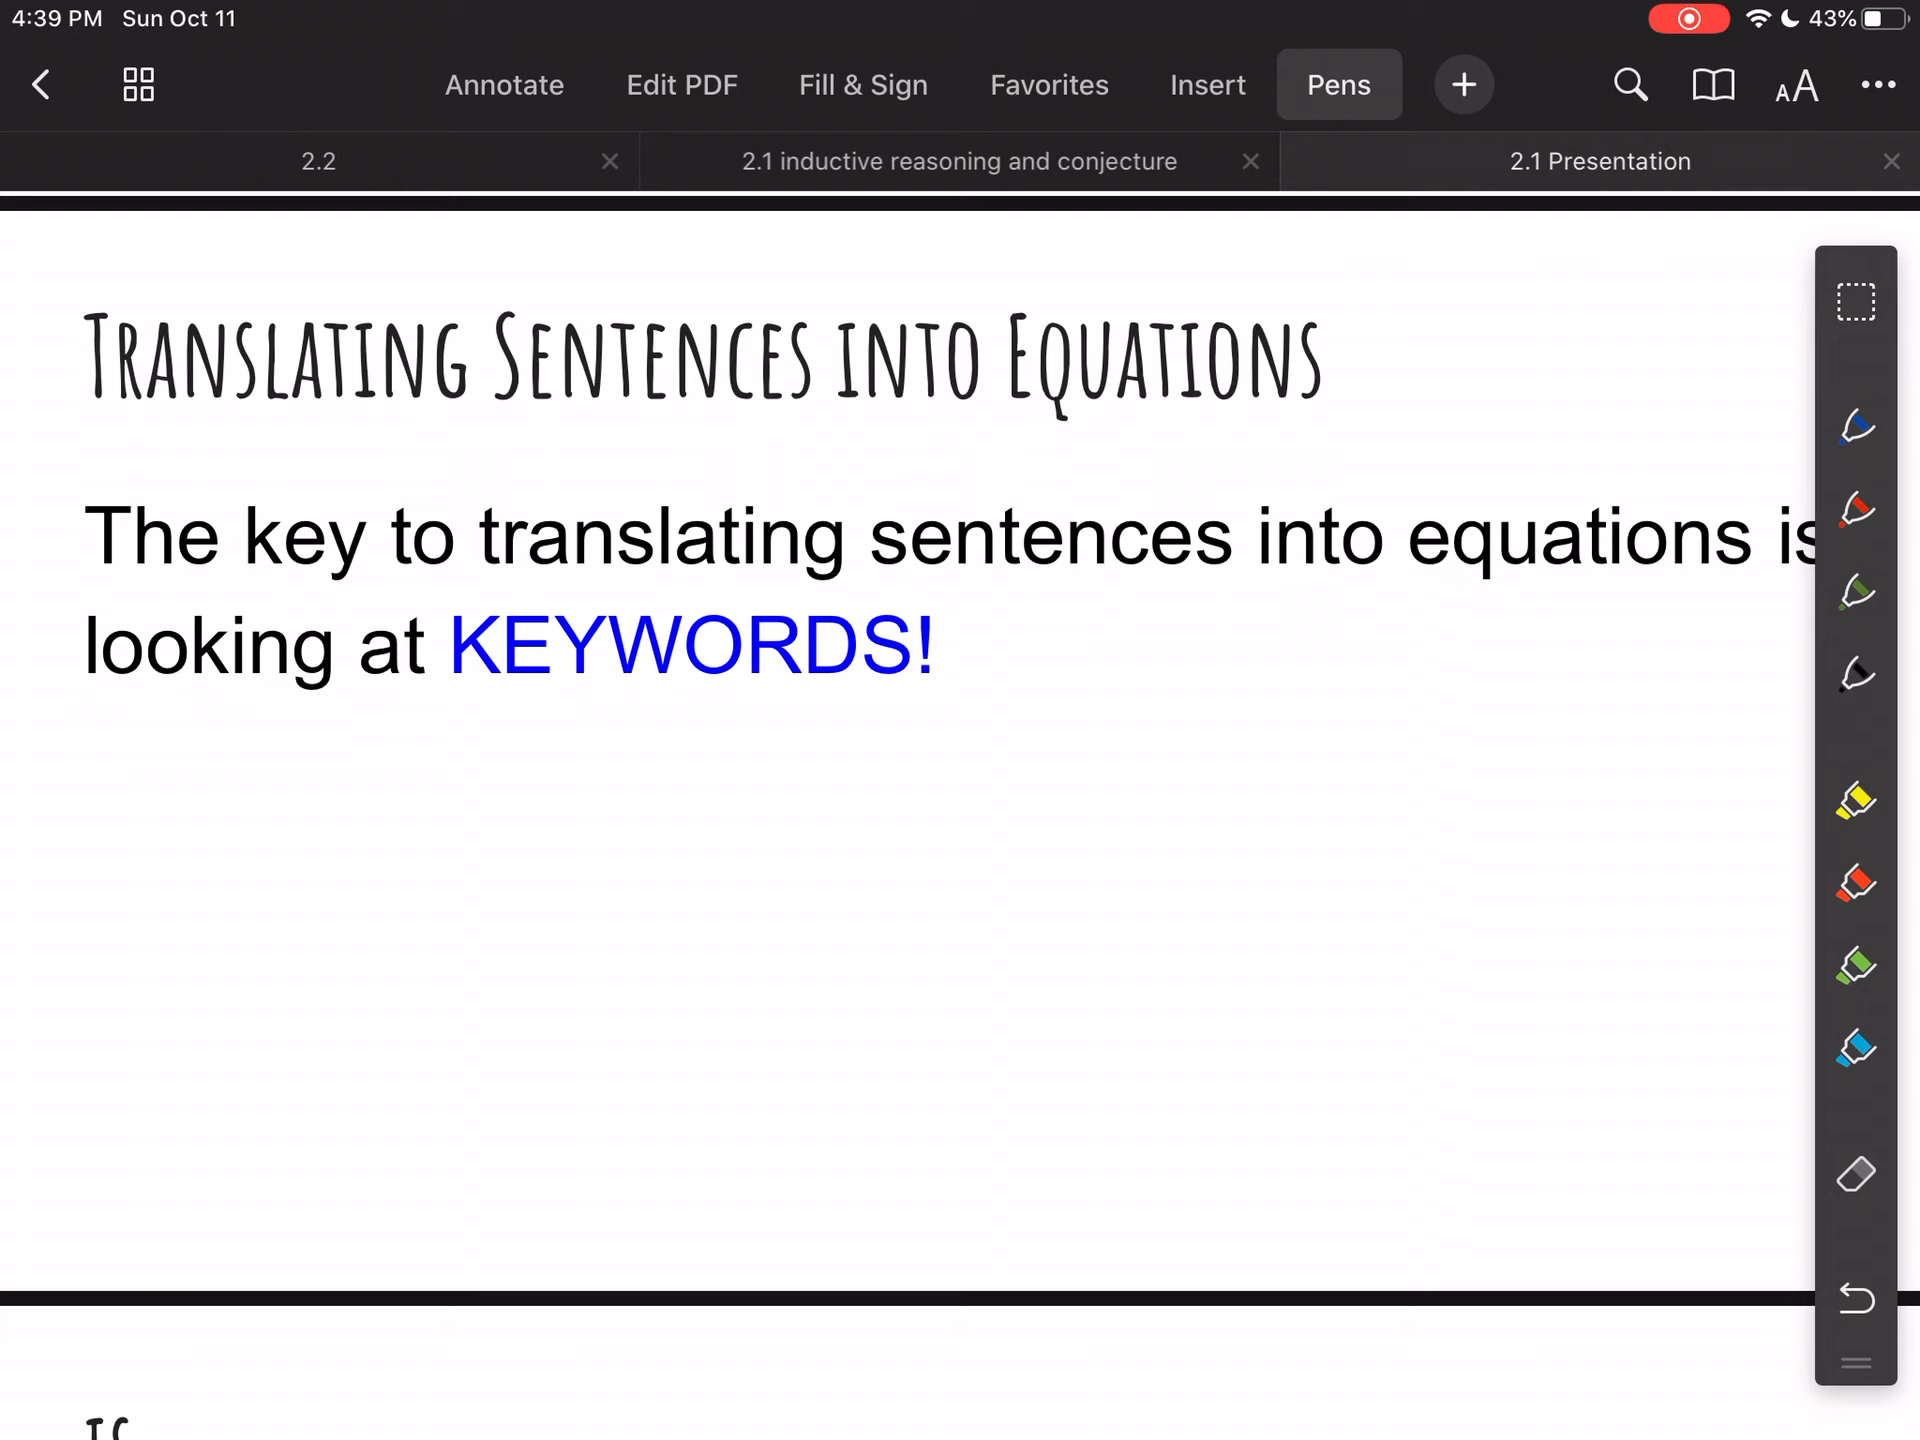 4:39 PM Sun Oct 11 43%
Annotate Edit PDF Fill & Sign Favorites Insert Pens
2.2 2.1 inductive reasoning and conjecture 2.1 Presentation
TRANSLATING SENTENCES INTO EQUATIONS
The key to translating sentences into equations is
looking at KEYWORDS!